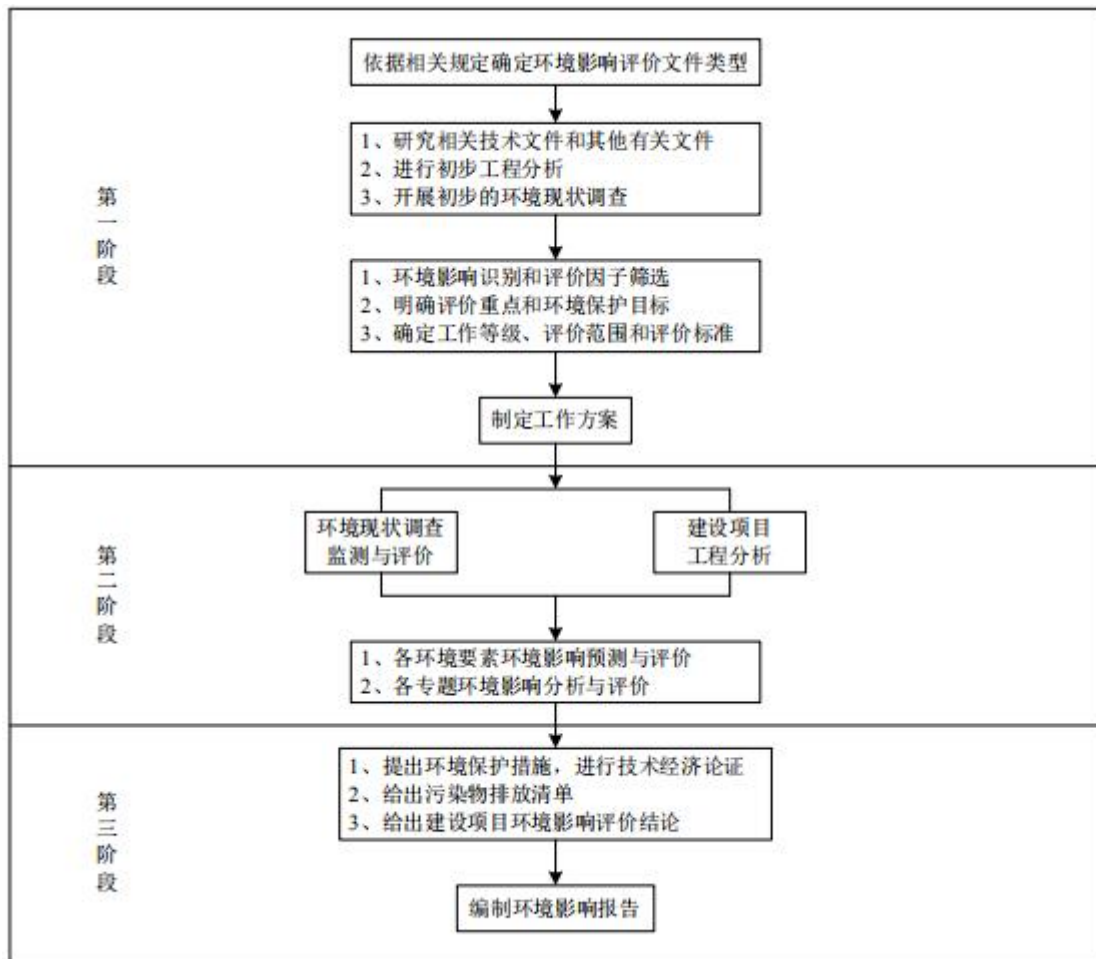 依据相关规定确定环境影响评价文件类型
1、研究相关技术文件和其他有关文件
2、进行初步工程分析
3、开展初步的环境现状调查
第一阶段
1、环境影响识别和评价因子筛选
2、明确评价重点和环境保护目标
3、确定工作等级、评价范围和评价标准
制定工作方案
第二阶段
环境现状调查
监测与评价
建设项目
工程分析
1、各环境要素环境影响预测与评价
2、各专题环境影响分析与评价
第三阶段
1、提出环境保护措施，进行技术经济论证
2、给出污染物排放清单
3、给出建设项目环境影响评价结论
编制环境影响报告